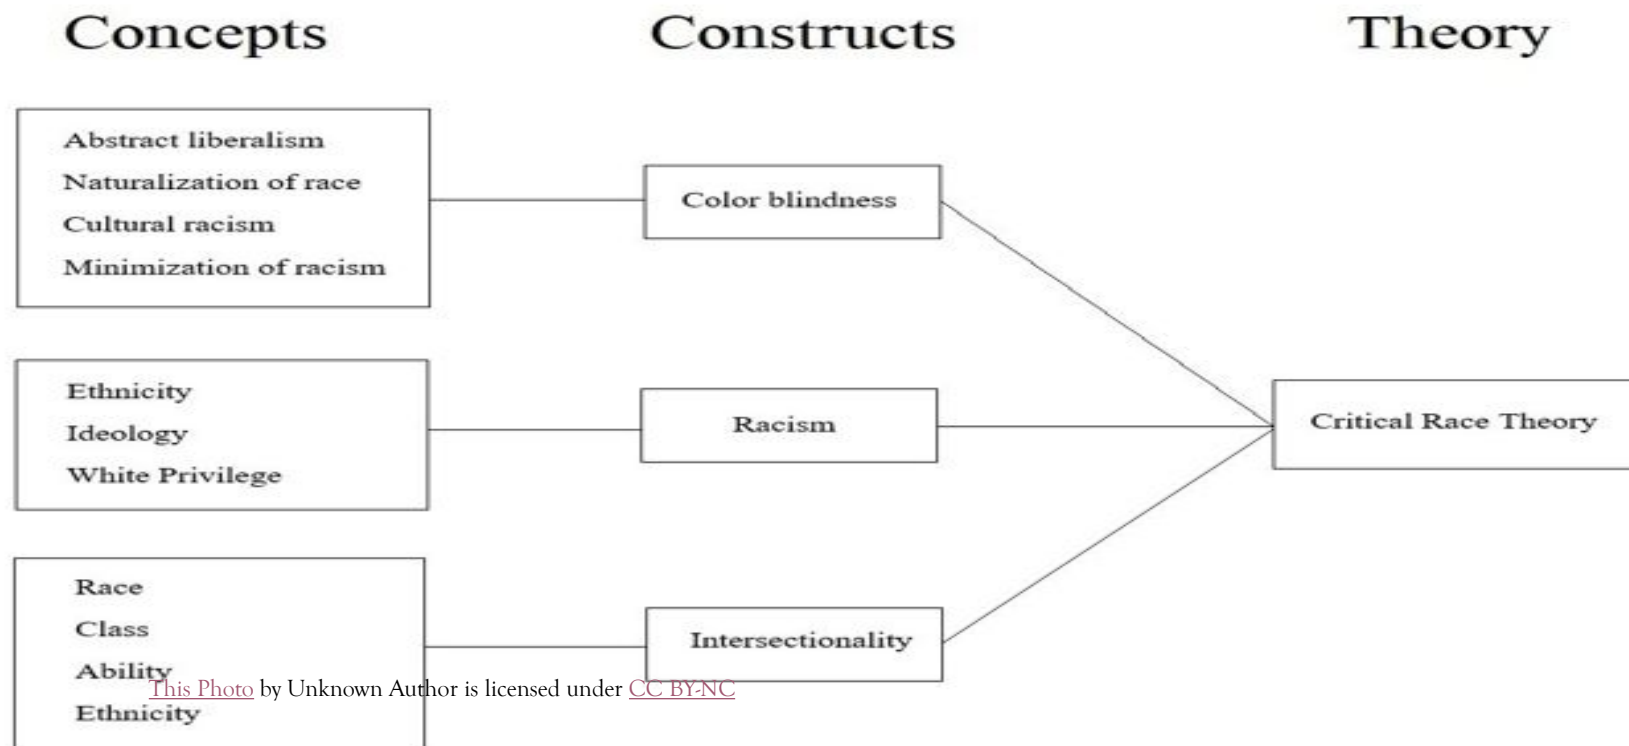 Concepts
Constructs
Theory
Abstract liberalism
Naturalization of race
Cultural racism
Minimization of racism
Color blindness
Ethnicity
Ideology
White Privilege
Racism
Critical Race Theory
Race
Class
Ability
Ethnicity
Intersectionality
This Photo by Unknown Author is licensed under CC BY-NC